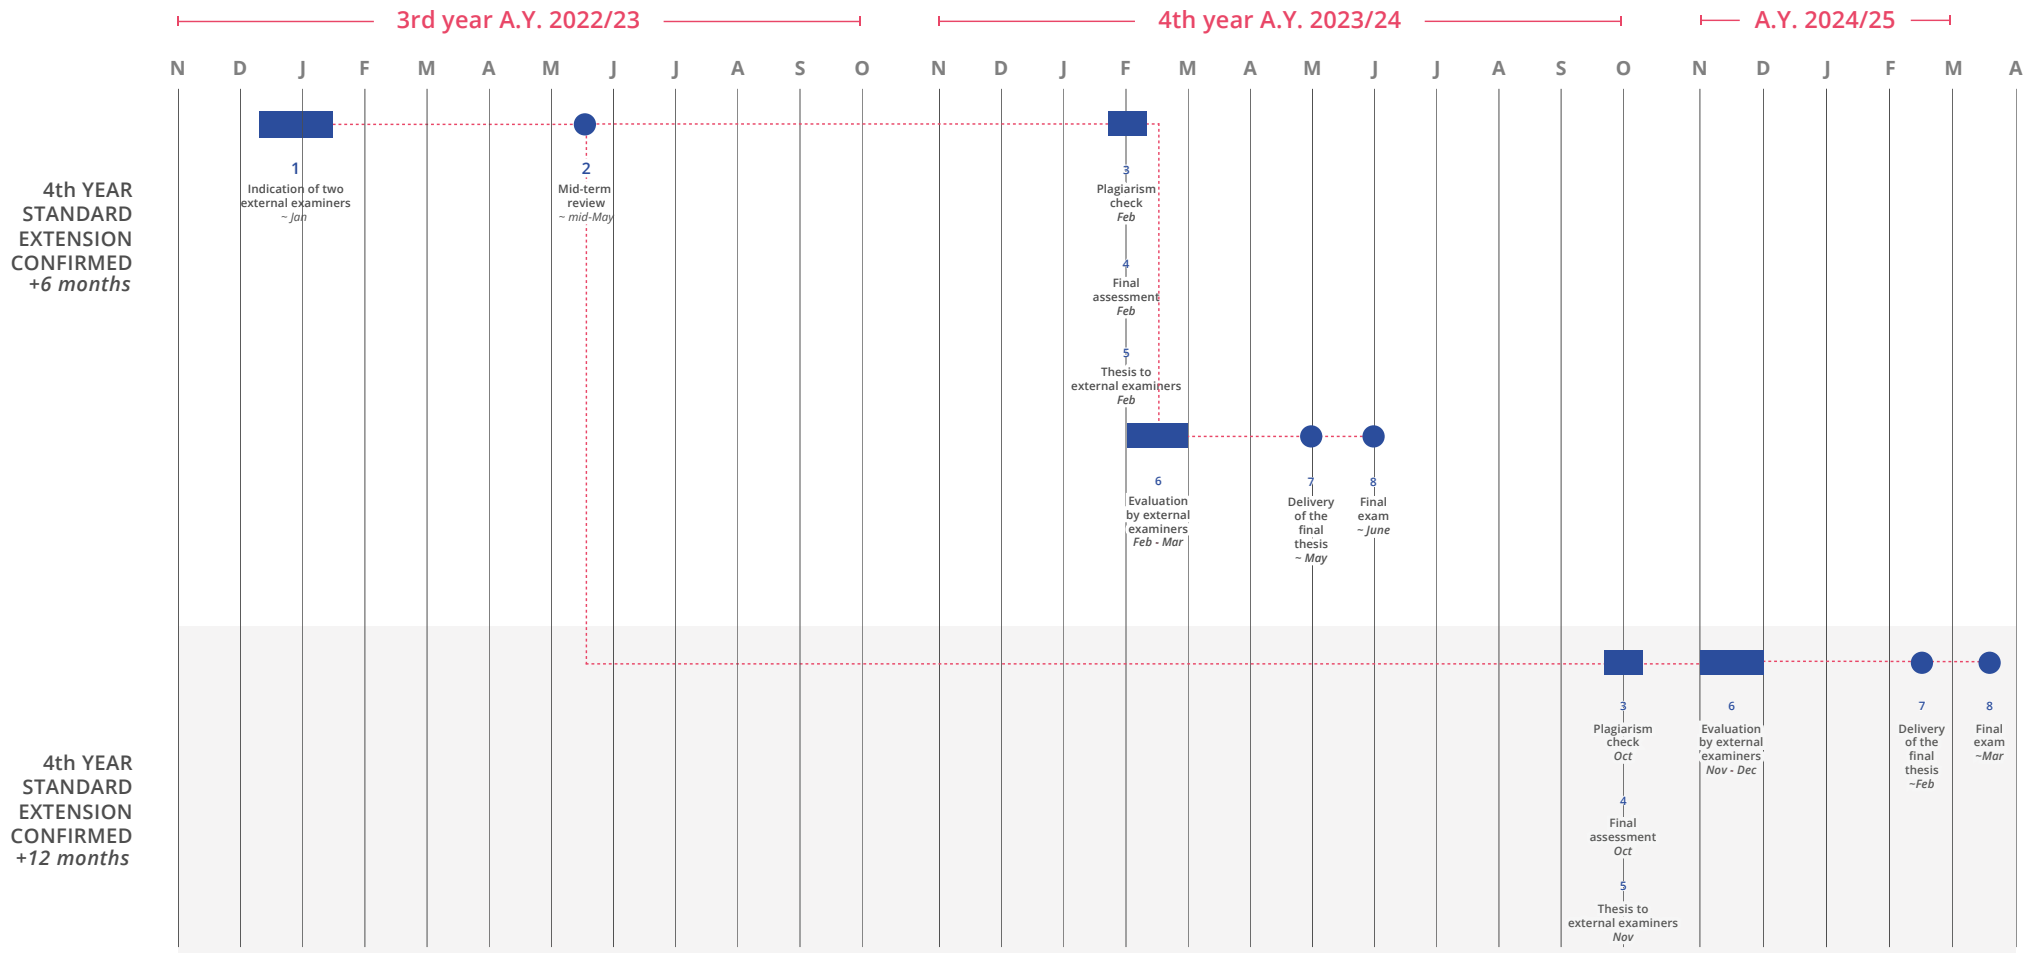 3rd year A.Y. 2022/23
4th year A.Y. 2023/24
A.Y. 2024/25
N D J F M A M J J A S O N D J F M A M J J A S O N D J F M A
4th YEAR
STANDARD
EXTENSION
CONFIRMED
+6 months
1
Indication of two
external examiners
~ Jan
2
Mid-term
review
~ mid-May
3
Plagiarism
check
Feb
4
Final
assessment
Feb
5
Thesis to
external examiners
Feb
6
Evaluation
by external
examiners
Feb - Mar
7
Delivery
of the
final
thesis
~ May
8
Final
exam
~ June
4th YEAR
STANDARD
EXTENSION
CONFIRMED
+12 months
3
Plagiarism
check
Oct
4
Final
assessment
Oct
5
Thesis to
external examiners
Nov
6
Evaluation
by external
examiners
Nov - Dec
7
Delivery
of the
final
thesis
~Feb
8
Final
exam
~Mar